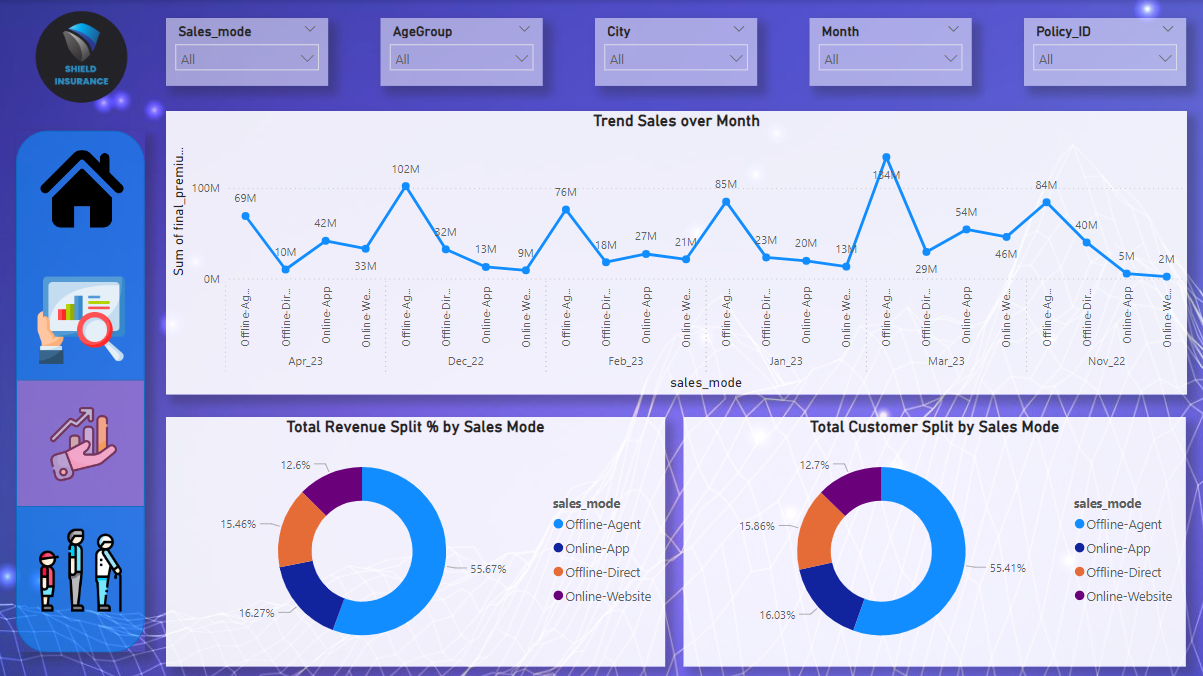 SHIELD
INSURANCE
Sales_mode
All
AgeGroup
All
City
All
Month
All
Policy_ID
All
Trend Sales over Month
Sum of final_premiu...
100M
0M
69M
10M
42M
33M
102M
32M
13M
9M
76M
18M
27M
21M
85M
23M
20M
13M
134M
29M
54M
46M
84M
40M
5M
2M
Offline-Ag...
Offline-Dir...
Online-App
Online-We...
Offline-Ag...
Offline-Dir...
Online-App
Online-We...
Offline-Ag...
Offline-Dir...
Online-App
Online-We...
Offline-Ag...
Offline-Dir...
Online-App
Online-We...
Offline-Ag...
Offline-Dir...
Online-App
Online-We...
Offline-Ag...
Offline-Dir...
Online-App
Online-We...
Apr_23
Dec_22
Feb_23
Jan_23
Mar_23
Nov_22
sales_mode
Total Revenue Split % by Sales Mode
12.6%
15.46%
16.27%
55.67%
sales_mode
Offline-Agent
Online-App
Offline-Direct
Online-Website
Total Customer Split by Sales Mode
12.7%
15.86%
16.03%
55.41%
sales_mode
Offline-Agent
Online-App
Offline-Direct
Online-Website